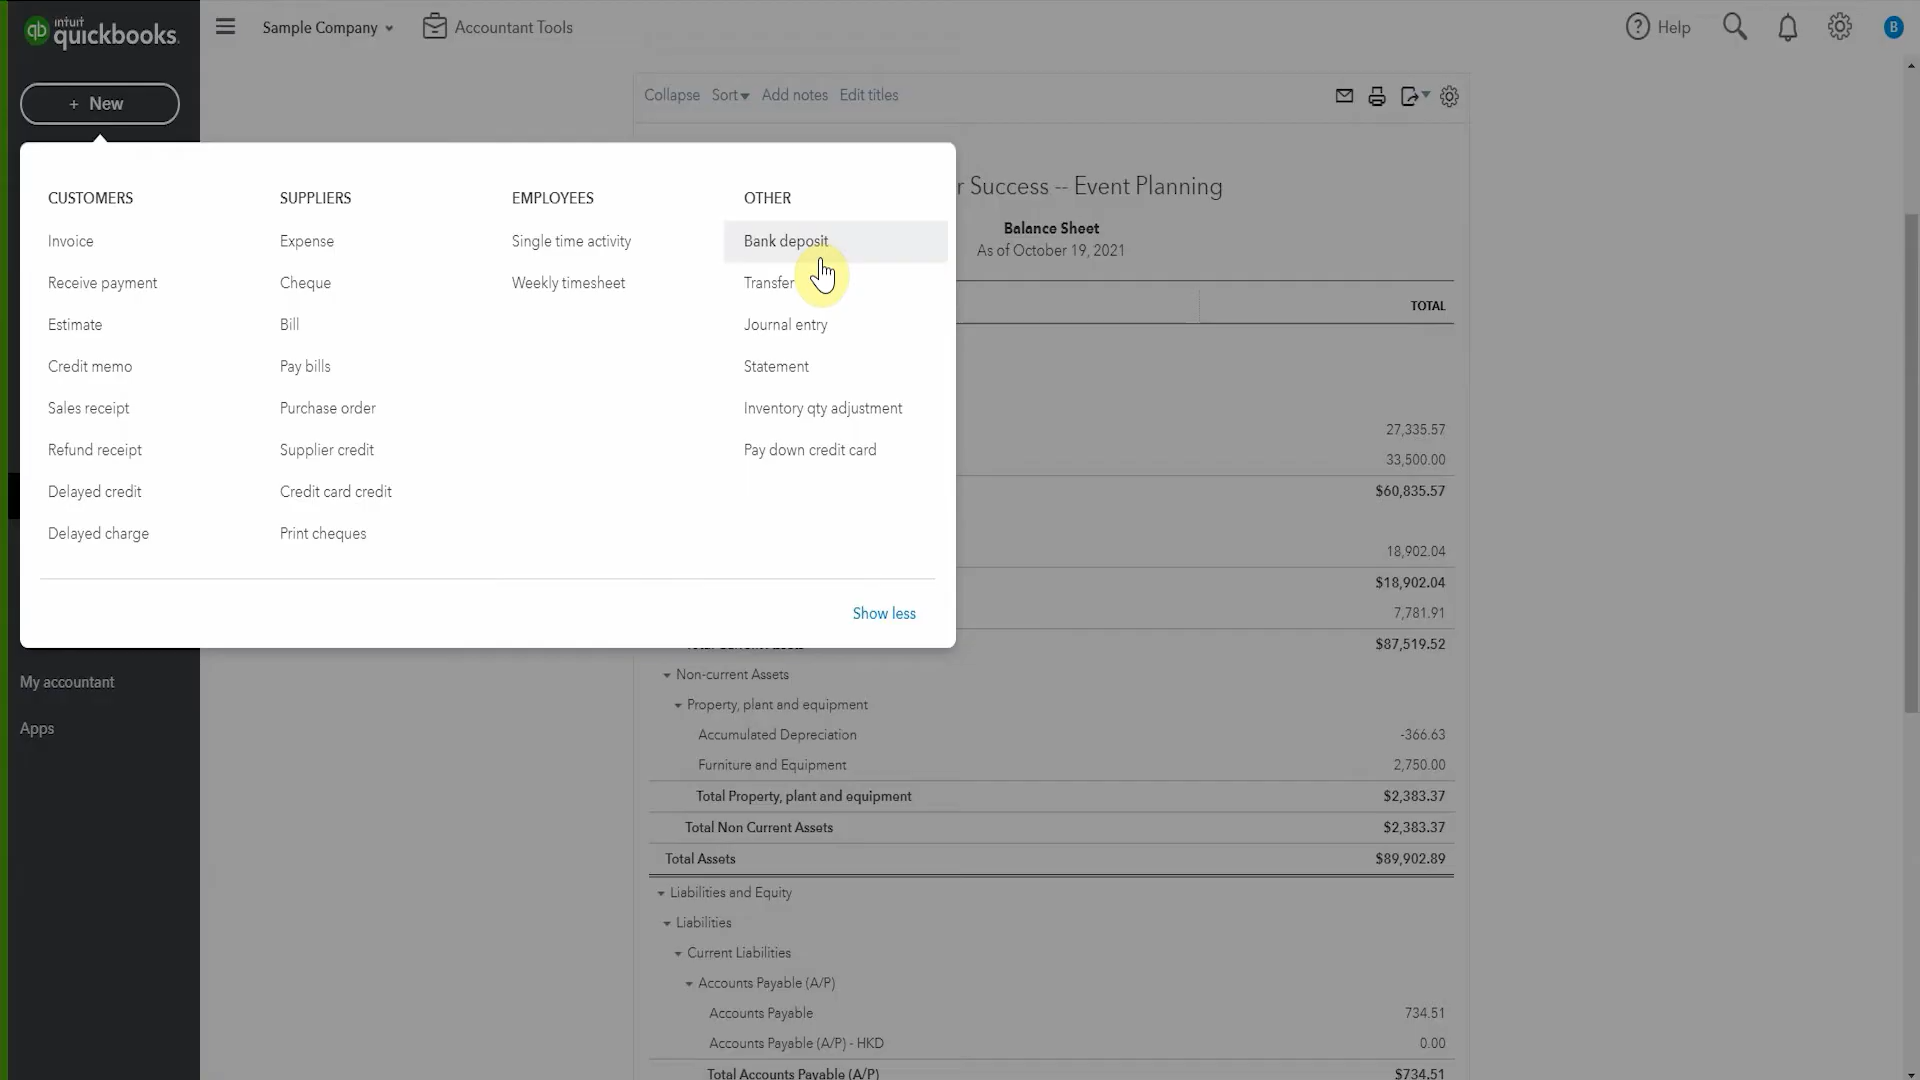 intuit
quickbooks.
Sample Company
Accountant Tools
Help
B
+ New
Collapse Sort Add notes Edit titles
r Success -- Event Planning
Balance Sheet
As of October 19, 2021
TOTAL
CUSTOMERS
Invoice
Receive payment
Estimate
Credit memo
Sales receipt
Refund receipt
Delayed credit
Delayed charge
SUPPLIERS
Expense
Cheque
Bill
Pay bills
Purchase order
Supplier credit
Credit card credit
Print cheques
EMPLOYEES
Single time activity
Weekly timesheet
OTHER
Bank deposit
Transfer
Journal entry
Statement
Inventory qty adjustment
Pay down credit card
Show less
27,335.57
33,500.00
$60,835.57
18,902.04
$18,902.04
7,781.91
$87,519.52
My accountant
Apps
Non-current Assets
Property, plant and equipment
Accumulated Depreciation -366.63
Furniture and Equipment 2,750.00
Total Property, plant and equipment $2,383.37
Total Non Current Assets $2,383.37
Total Assets $89,902.89
Liabilities and Equity
Liabilities
Current Liabilities
Accounts Payable (A/P)
Accounts Payable 734.51
Accounts Payable (A/P) - HKD 0.00
Total Accounts Payable (A/P) $734.51